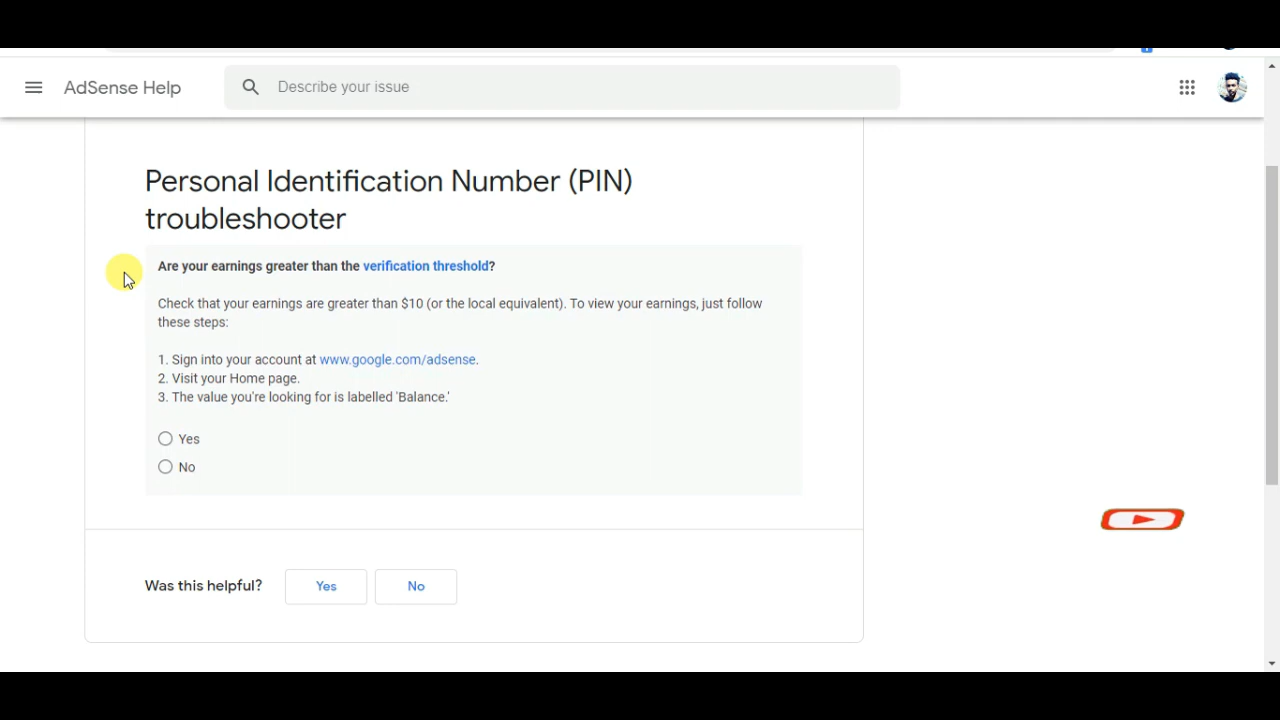 AdSense Help
Describe your issue
Personal Identification Number (PIN)
troubleshooter
Are your earnings greater than the verification threshold?
Check that your earnings are greater than $10 (or the local equivalent). To view your earnings, just follow
these steps:
1. Sign into your account at www.google.com/adsense.
2. Visit your Home page.
3. The value you're looking for is labelled 'Balance.'
Yes
No
Was this helpful? Yes No